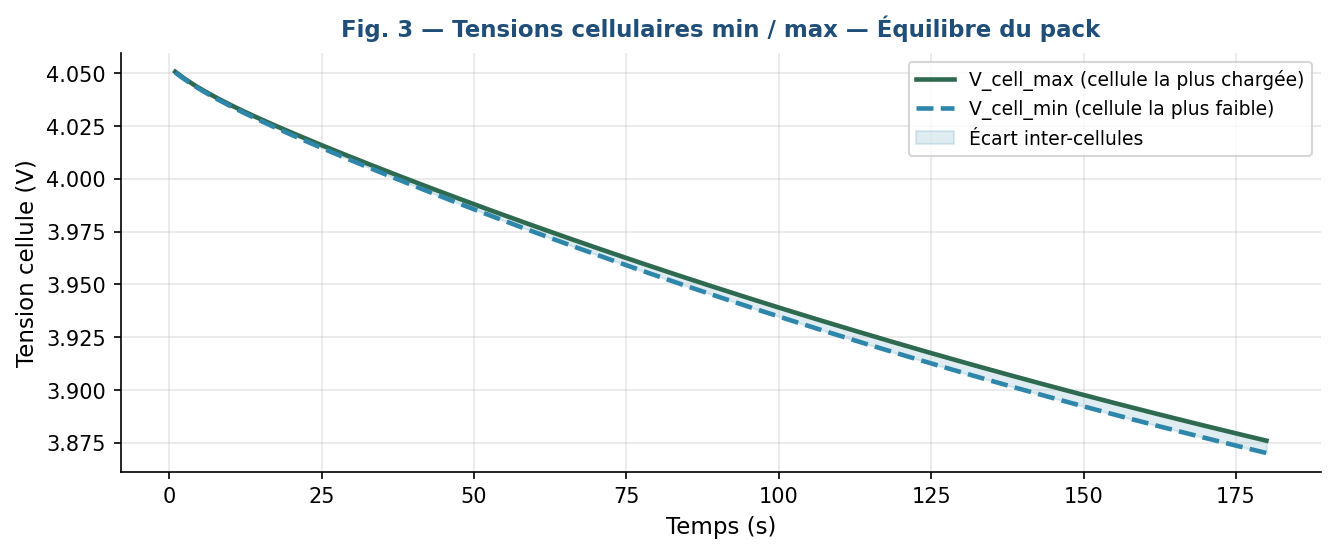 Fig. 3 — Tensions cellulaires min / max — Équilibre du pack
V_cell_max (cellule la plus chargée)
V_cell_min (cellule la plus faible)
Écart inter-cellules
Tension cellule (V)
4.050
4.025
4.000
3.975
3.950
3.925
3.900
3.875
0 25 50 75 100 125 150 175
Temps (s)